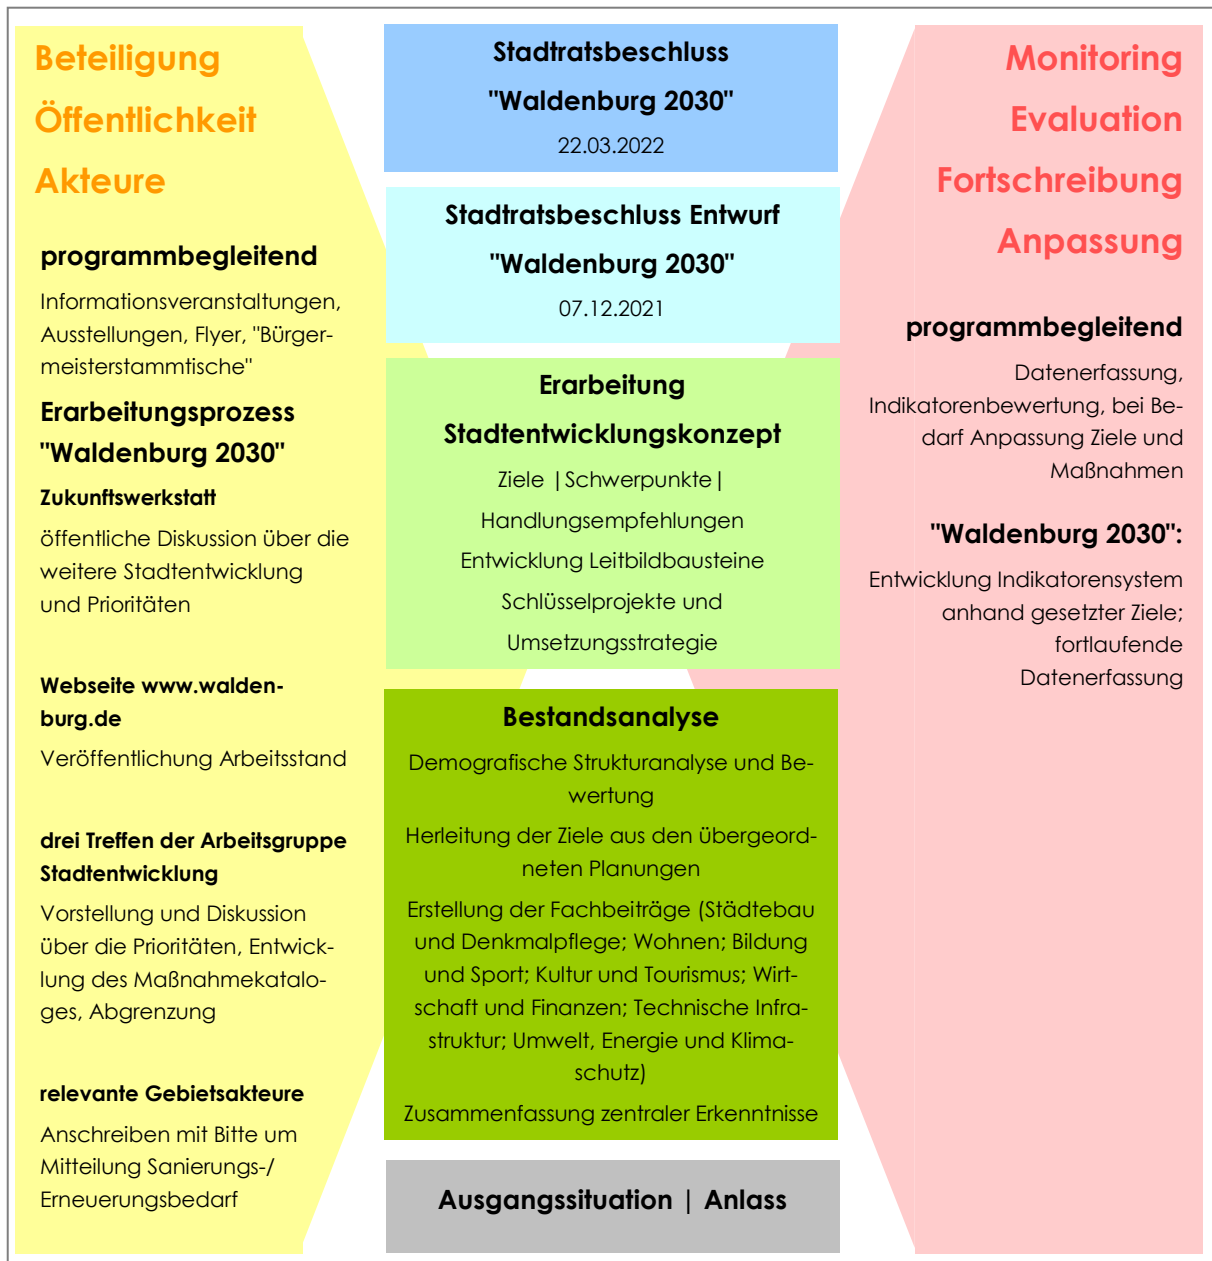 Beteiligung
Öffentlichkeit
Akteure
programmbegleitend
Informationsveranstaltungen,
Ausstellungen, Flyer, "Bürger-
meisterstammtische"
Erarbeitungsprozess
"Waldenburg 2030"
Zukunftswerkstatt
öffentliche Diskussion über die
weitere Stadtentwicklung
und Prioritäten
Webseite www.walden-
burg.de
Veröffentlichung Arbeitsstand
drei Treffen der Arbeitsgruppe
Stadtentwicklung
Vorstellung und Diskussion
über die Prioritäten, Entwick-
lung des Maßnahmekatalo-
ges, Abgrenzung
relevante Gebietsakteure
Anschreiben mit Bitte um
Mitteilung Sanierungs-/
Erneuerungsbedarf
Stadtratsbeschluss
"Waldenburg 2030"
22.03.2022
Stadtratsbeschluss Entwurf
"Waldenburg 2030"
07.12.2021
Erarbeitung
Stadtentwicklungskonzept
Ziele |Schwerpunkte|
Handlungsempfehlungen
Entwicklung Leitbildbausteine
Schlüsselprojekte und
Umsetzungsstrategie
Bestandsanalyse
Demografische Strukturanalyse und Be-
wertung
Herleitung der Ziele aus den übergeord-
neten Planungen
Erstellung der Fachbeiträge (Städtebau
und Denkmalpflege; Wohnen; Bildung
und Sport; Kultur und Tourismus; Wirt-
schaft und Finanzen; Technische Infra-
struktur; Umwelt, Energie und Klima-
schutz)
Zusammenfassung zentraler Erkenntnisse
Ausgangssituation | Anlass
Monitoring
Evaluation
Fortschreibung
Anpassung
programmbegleitend
Datenerfassung,
Indikatorenbewertung, bei Be-
darf Anpassung Ziele und
Maßnahmen
"Waldenburg 2030":
Entwicklung Indikatorensystem
anhand gesetzter Ziele;
fortlaufende
Datenerfassung